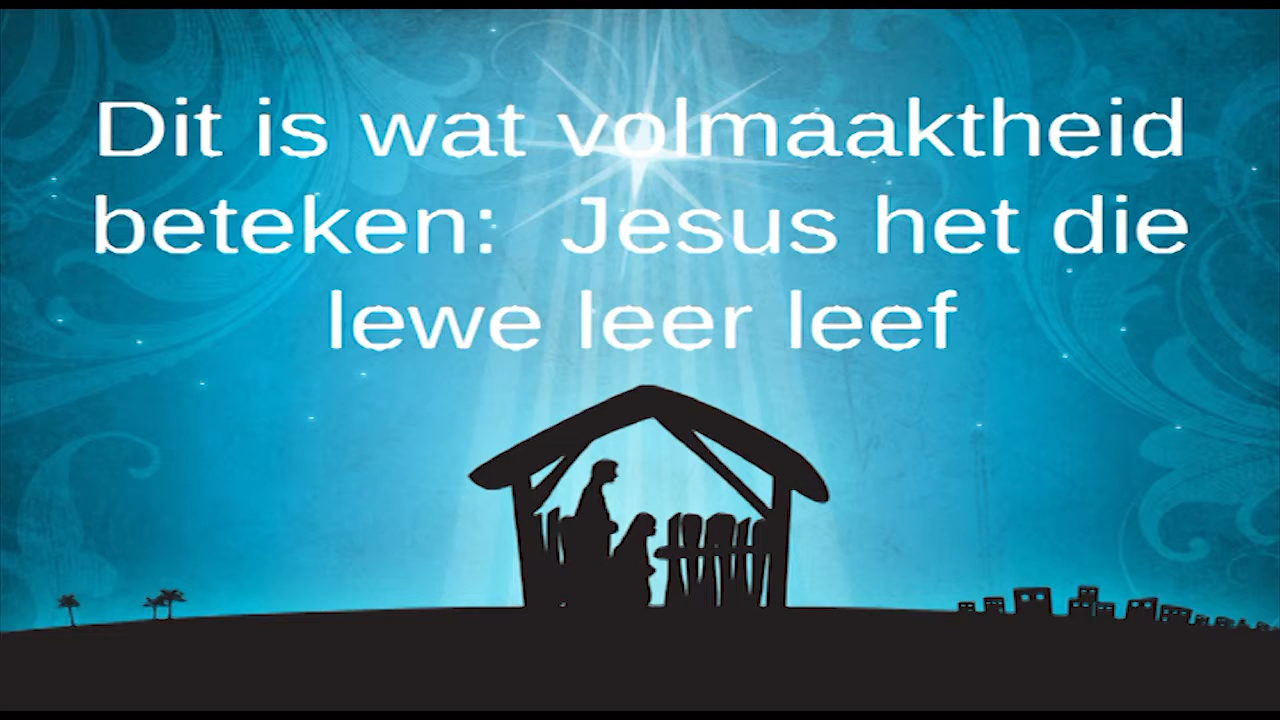 Dit is wat volmaaktheid
beteken:  Jesus het die
lewe leer leef